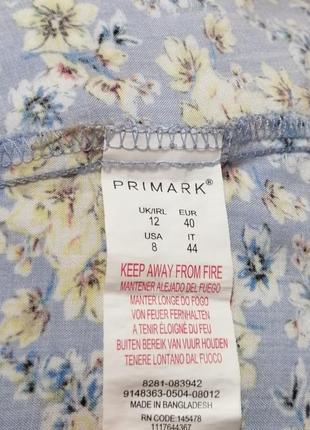 PRIMARK®
UK/IRL EUR
12 40
USA IT
8 44
KEEP AWAY FROM FIRE
MANTENER ALEJADO DEL FUEGO
MANTER LONGE DO FOGO
VON FEUER FERNHALTEN
A TENIR ÉLOIGNÉ DU FEU
BUITEN BEREIK VAN VUUR HOUDEN
TENERE LONTANO DAL FUOCO
8281-083942
9148363-0504-08012
MADE IN BANGLADESH
RN CODE: 145478
1117644367